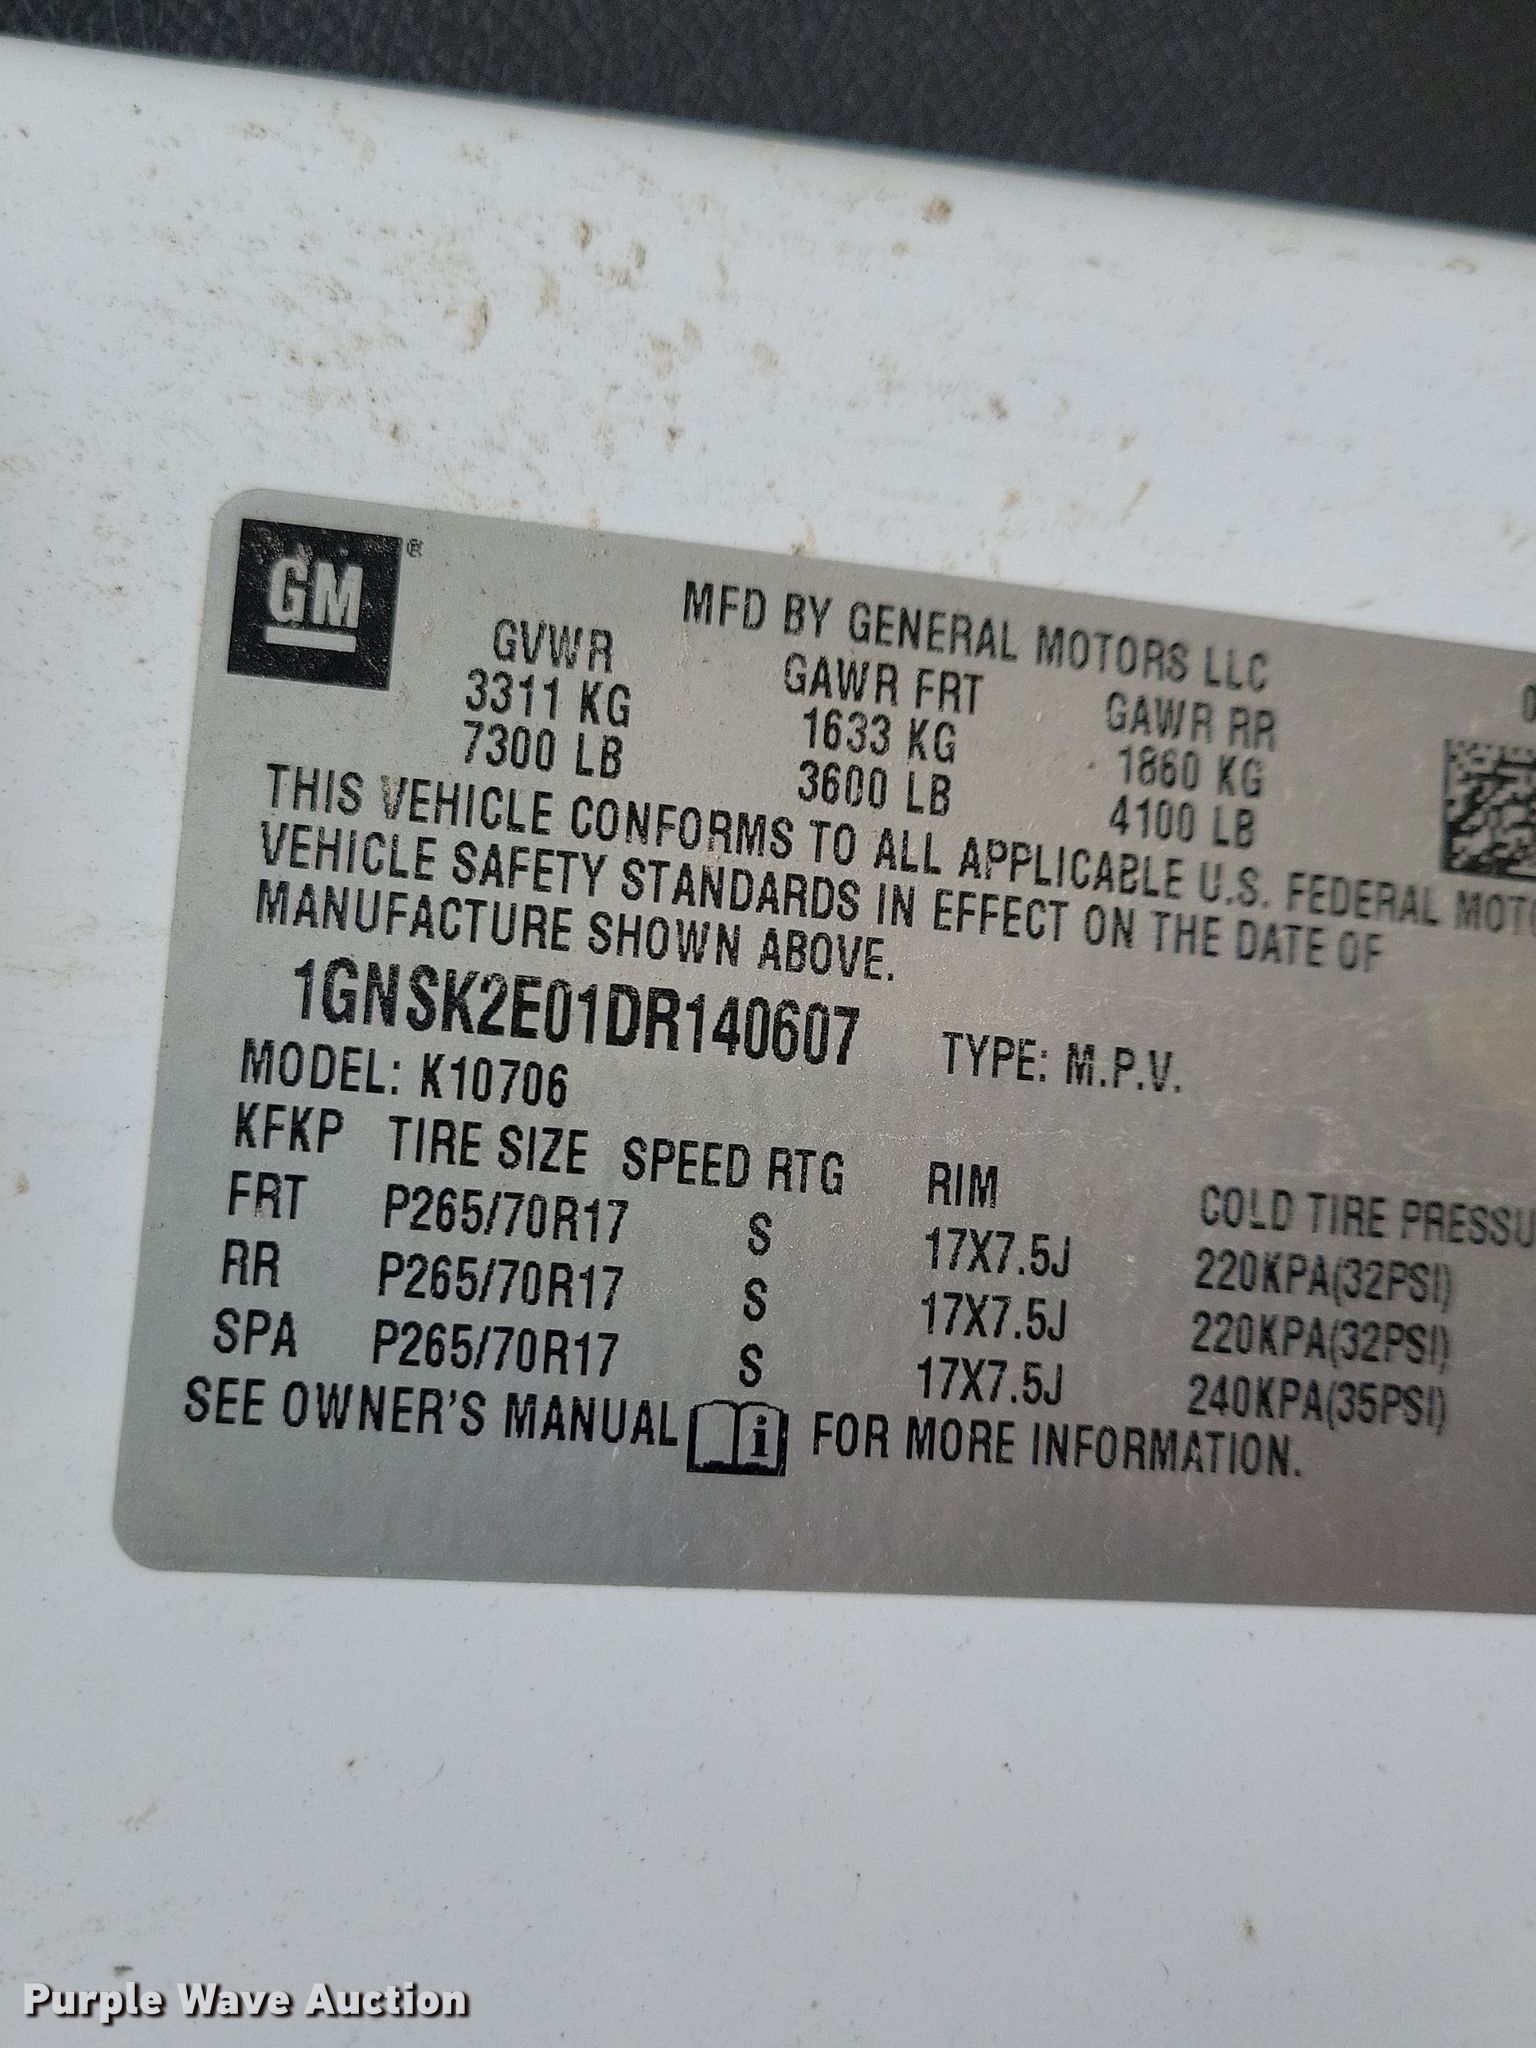 GM®
MFD BY GENERAL MOTORS LLC
GVWR GAWR FRT GAWR RR
3311 KG 1633 KG 1860 KG
7300 LB 3600 LB 4100 LB
THIS VEHICLE CONFORMS TO ALL APPLICABLE U.S. FEDERAL MOTO
VEHICLE SAFETY STANDARDS IN EFFECT ON THE DATE OF
MANUFACTURE SHOWN ABOVE.
1GNSK2E01DR140607 TYPE: M.P.V.
MODEL: K10706
KFKP TIRE SIZE SPEED RTG RIM COLD TIRE PRESSU
FRT P265/70R17 S 17X7.5J 220KPA(32PSI)
RR P265/70R17 S 17X7.5J 220KPA(32PSI)
SPA P265/70R17 S 17X7.5J 240KPA(35PSI)
SEE OWNER'S MANUAL i FOR MORE INFORMATION.
Purple Wave Auction